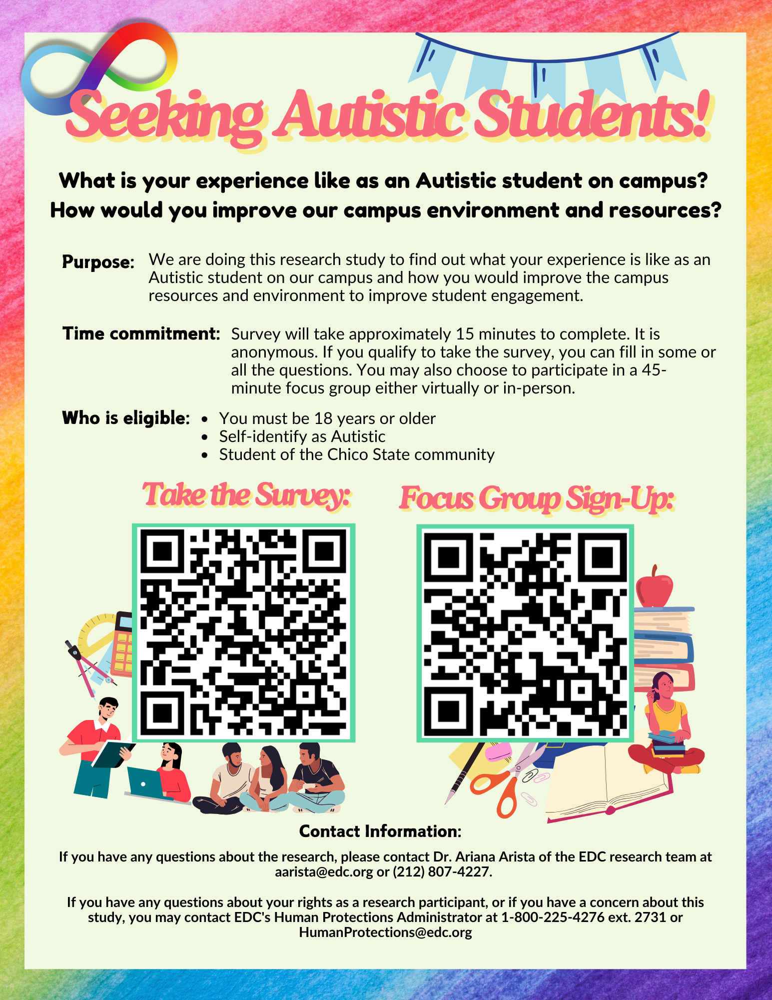 Seeking Autistic Students!
What is your experience like as an Autistic student on campus?
How would you improve our campus environment and resources?
Purpose: We are doing this research study to find out what your experience is like as an
Autistic student on our campus and how you would improve the campus
resources and environment to improve student engagement.
Time commitment: Survey will take approximately 15 minutes to complete. It is
anonymous. If you qualify to take the survey, you can fill in some or
all the questions. You may also choose to participate in a 45-
minute focus group either virtually or in-person.
Who is eligible: • You must be 18 years or older
• Self-identify as Autistic
• Student of the Chico State community
Take the Survey:
Focus Group Sign-Up:
Contact Information:
If you have any questions about the research, please contact Dr. Ariana Arista of the EDC research team at
aarista@edc.org or (212) 807-4227.
If you have any questions about your rights as a research participant, or if you have a concern about this
study, you may contact EDC's Human Protections Administrator at 1-800-225-4276 ext. 2731 or
HumanProtections@edc.org